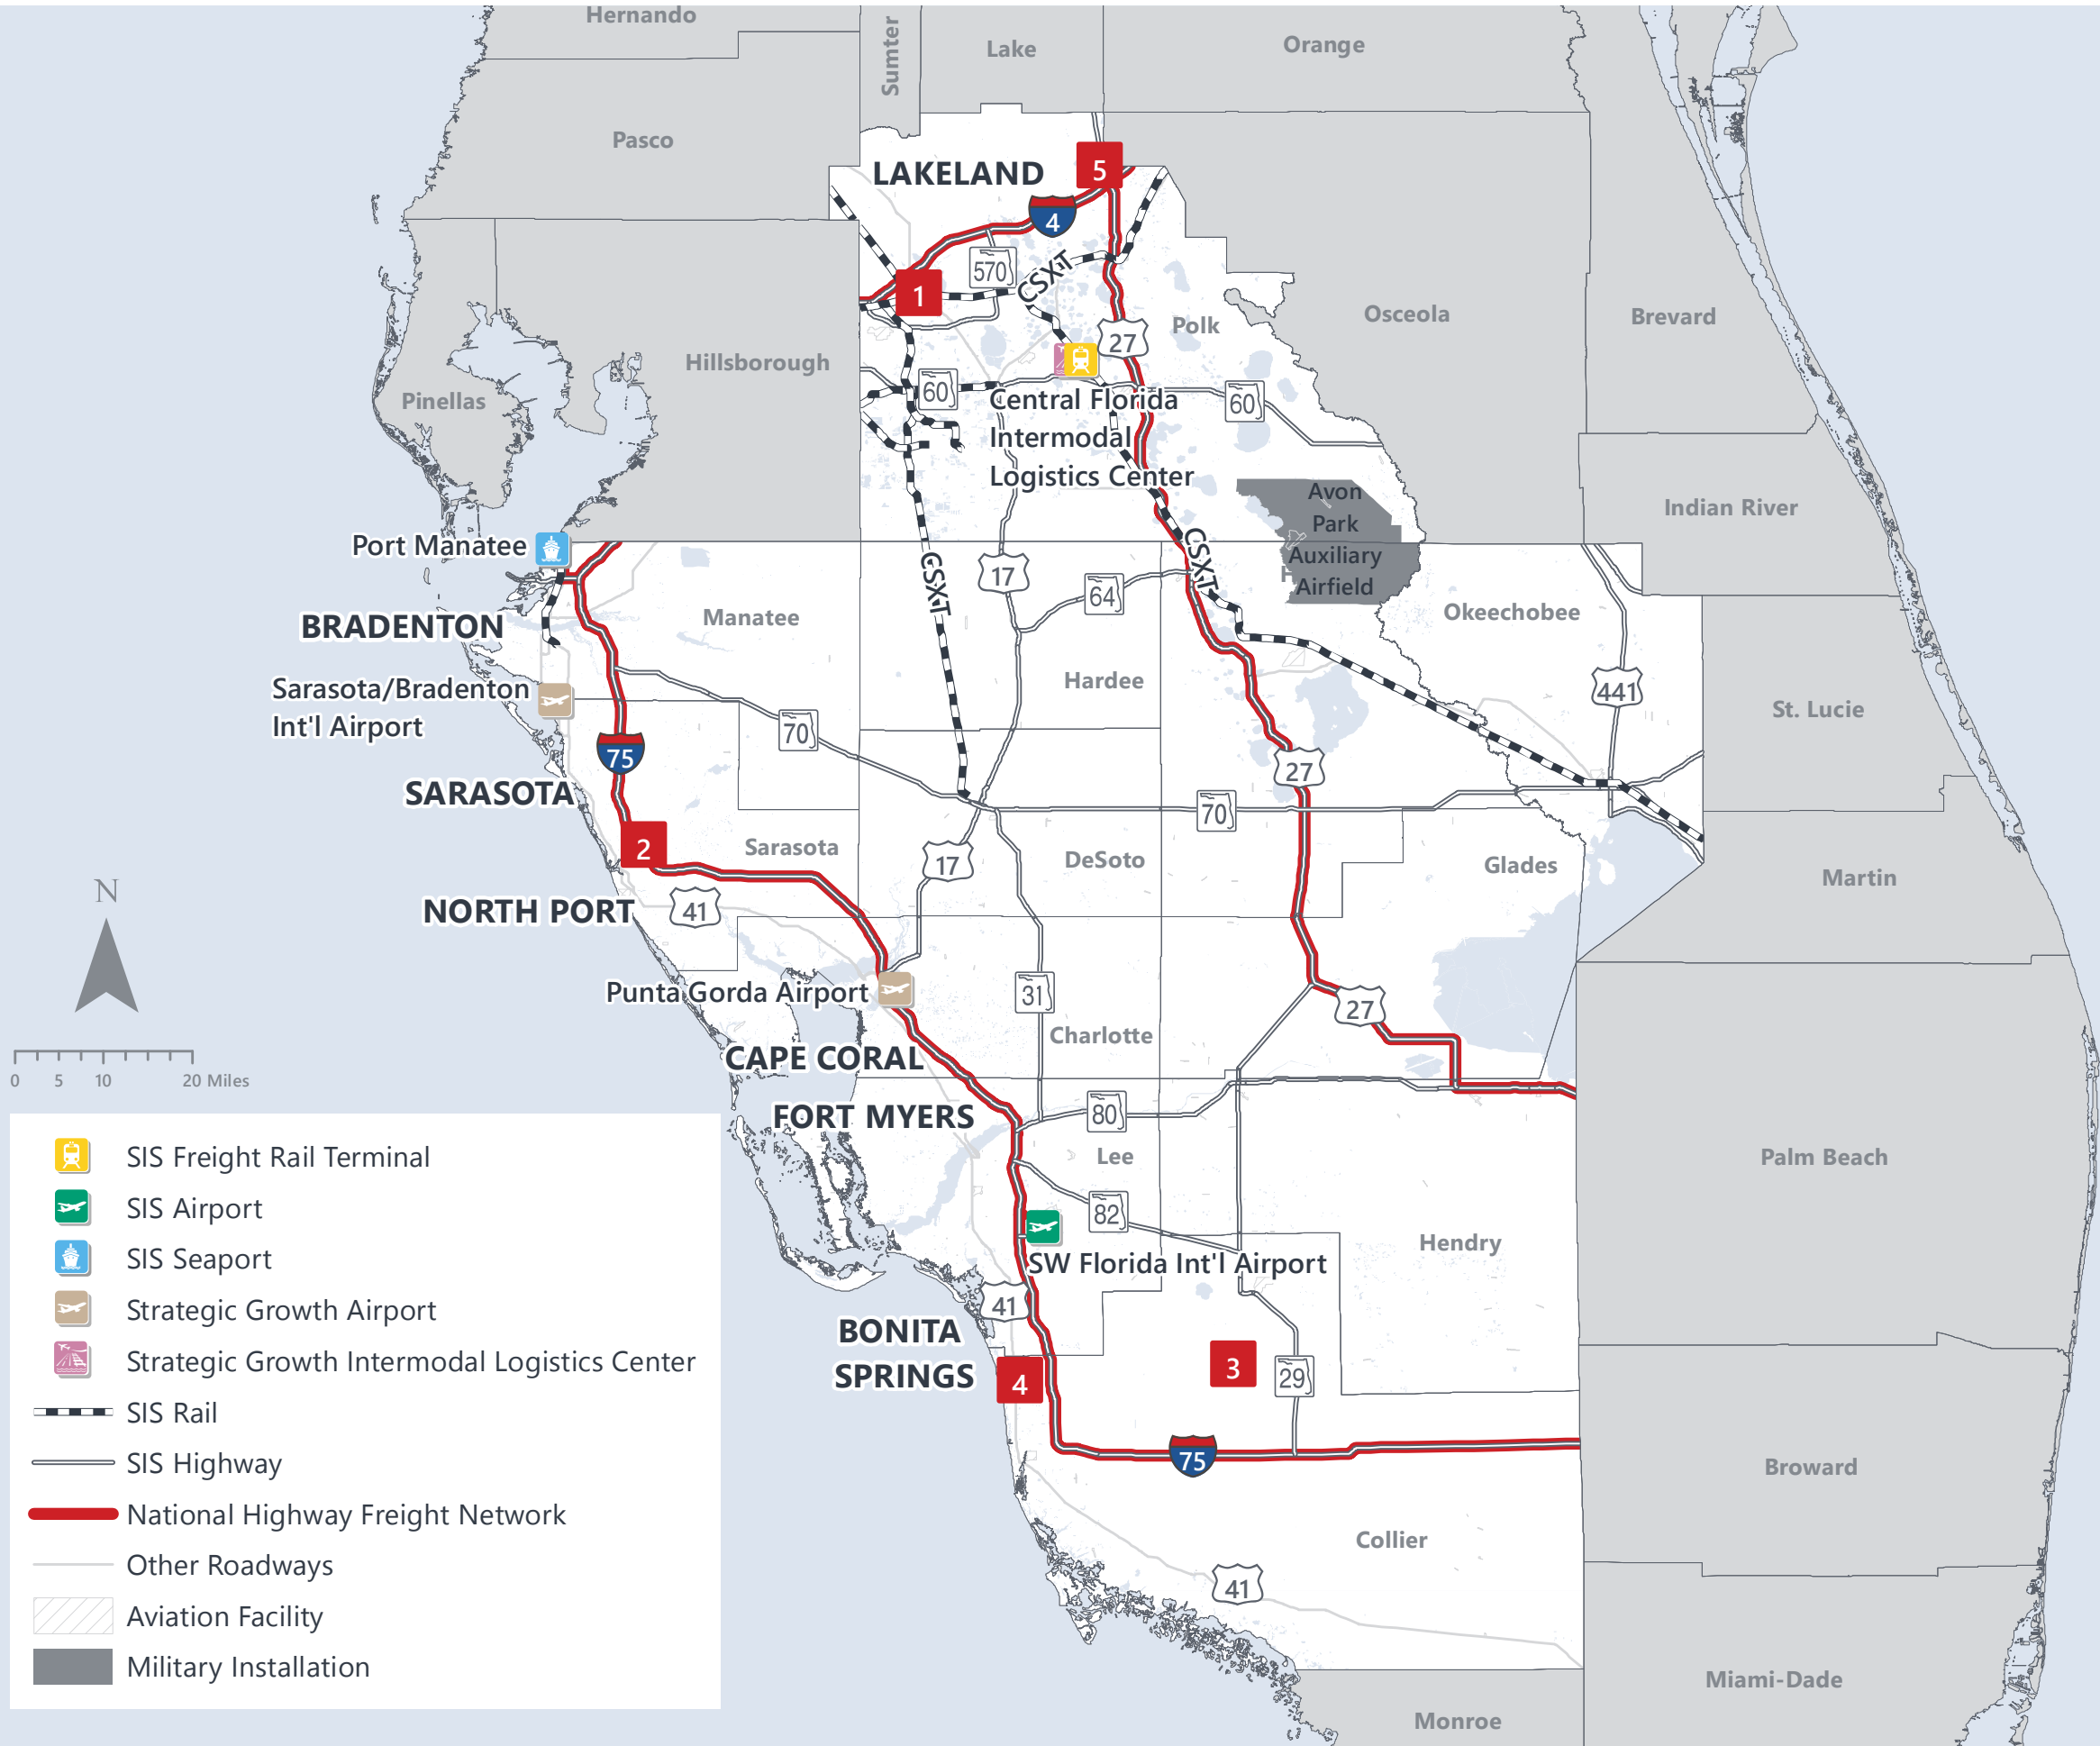 Hernando
Sumter
Lake
Orange
Pasco
LAKELAND
5
4
570
CSXT
1
Polk
Osceola
Brevard
Hillsborough
27
Pinellas
60
Central Florida
Intermodal
Logistics Center
60
Avon
Park
Auxiliary
Airfield
Indian River
Port Manatee
CSXT
17
64
CSXT
H
Okeechobee
BRADENTON
Manatee
Hardee
441
Sarasota/Bradenton
Int'l Airport
70
St. Lucie
75
27
SARASOTA
70
2
Sarasota
17
DeSoto
Glades
Martin
N
NORTH PORT
41
Punta Gorda Airport
31
27
Charlotte
CAPE CORAL
0 5 10 20 Miles
FORT MYERS
80
Lee
Palm Beach
82
SW Florida Int'l Airport
Hendry
41
BONITA
SPRINGS
4
3
29
75
Broward
Collier
41
Miami-Dade
Monroe
SIS Freight Rail Terminal
SIS Airport
SIS Seaport
Strategic Growth Airport
Strategic Growth Intermodal Logistics Center
SIS Rail
SIS Highway
National Highway Freight Network
Other Roadways
Aviation Facility
Military Installation